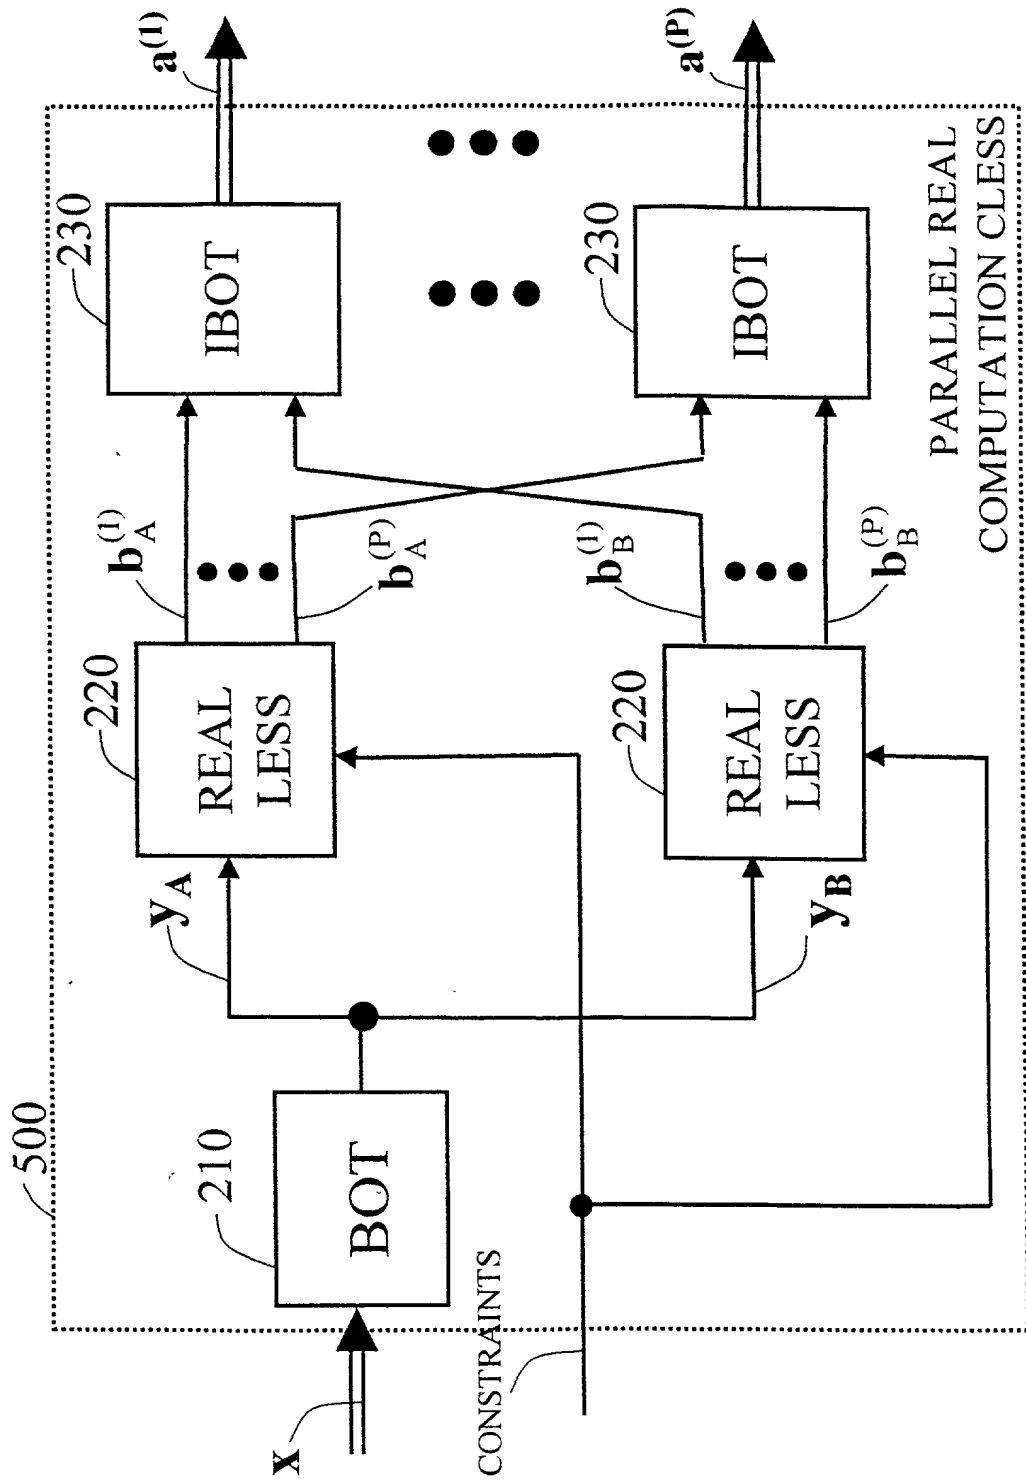 500
x
210
BOT
CONSTRAINTS
y_A
y_B
220
REAL
LESS
220
REAL
LESS
b_A^(1)
b_A^(P)
b_B^(1)
b_B^(P)
230
IBOT
230
IBOT
a^(1)
a^(P)
PARALLEL REAL
COMPUTATION CLESS